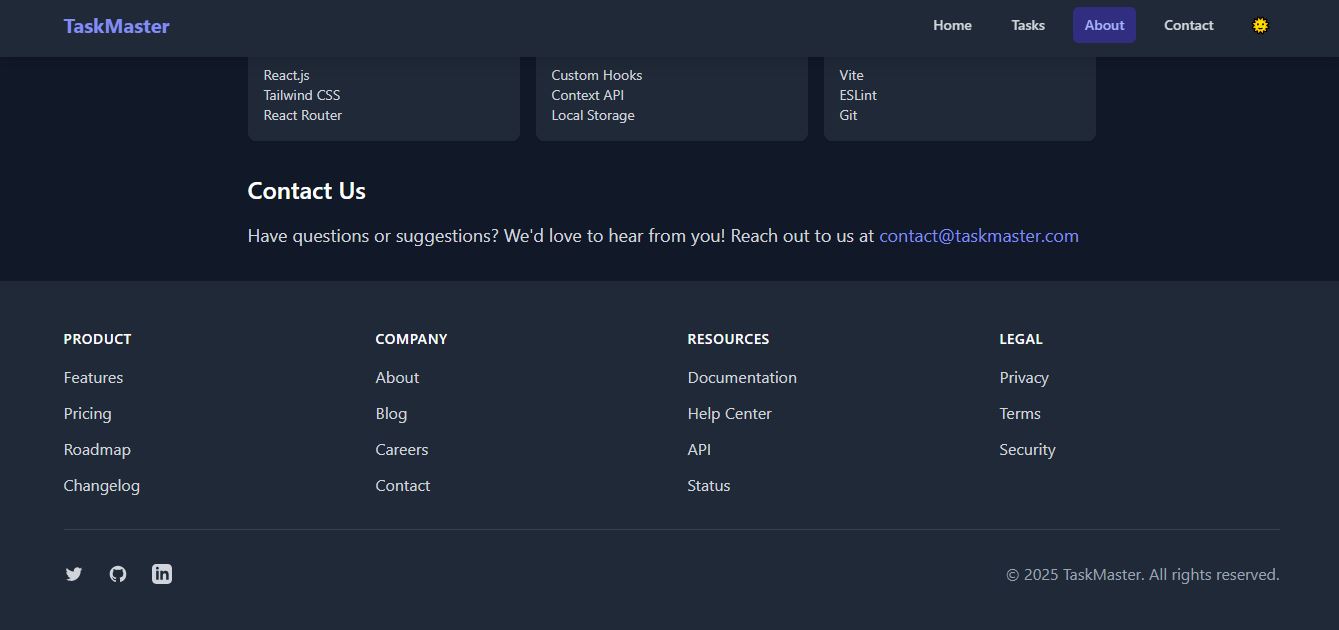 TaskMaster
Home Tasks About Contact
React.js
Tailwind CSS
React Router
Custom Hooks
Context API
Local Storage
Vite
ESLint
Git
Contact Us
Have questions or suggestions? We'd love to hear from you! Reach out to us at contact@taskmaster.com
PRODUCT
Features
Pricing
Roadmap
Changelog
COMPANY
About
Blog
Careers
Contact
RESOURCES
Documentation
Help Center
API
Status
LEGAL
Privacy
Terms
Security
in
© 2025 TaskMaster. All rights reserved.